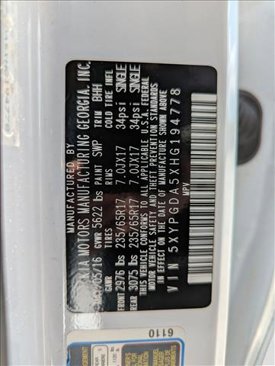 MANUFACTURED BY
KIA MOTORS MANUFACTURING GEORGIA, INC.
05/16 GVWR 5622 lbs PAINT SWP TRIM BHH
GAWR TIRES RIMS COLD TIRE INFL
FRONT 2976 lbs 235/65R17 7.0JX17 34psi SINGLE
REAR 3075 lbs 235/65R17 7.0JX17 34psi SINGLE
THIS VEHICLE CONFORMS TO ALL APPLICABLE U.S.A. FEDERAL
MOTOR VEHICLE SAFETY AND THEFT PREVENTION STANDARDS
IN EFFECT ON THE DATE OF MANUFACTURE SHOWN ABOVE.
VIN 5XYPGDA5XHG194778
MPV
6110